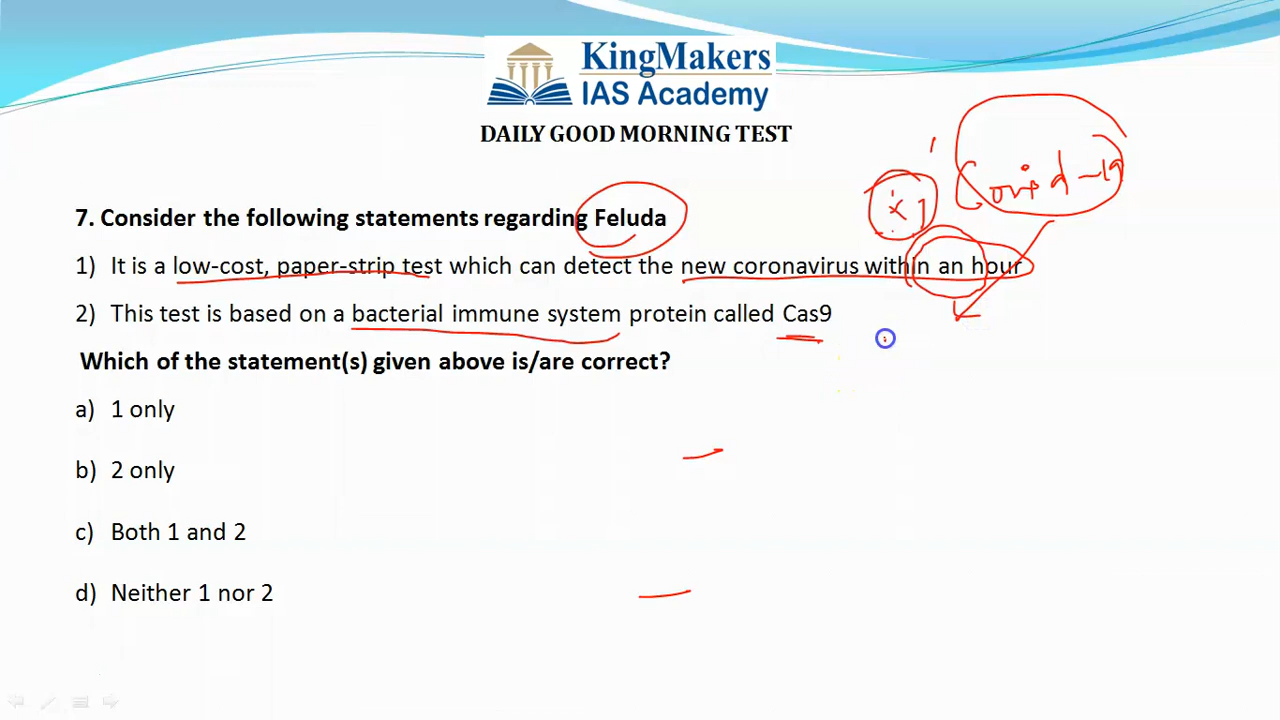 KingMakers
IAS Academy
DAILY GOOD MORNING TEST
Covid-19
7. Consider the following statements regarding Feluda
1) It is a low-cost, paper-strip test which can detect the new coronavirus within an hour
2) This test is based on a bacterial immune system protein called Cas9
Which of the statement(s) given above is/are correct?
a) 1 only
b) 2 only
c) Both 1 and 2
d) Neither 1 nor 2